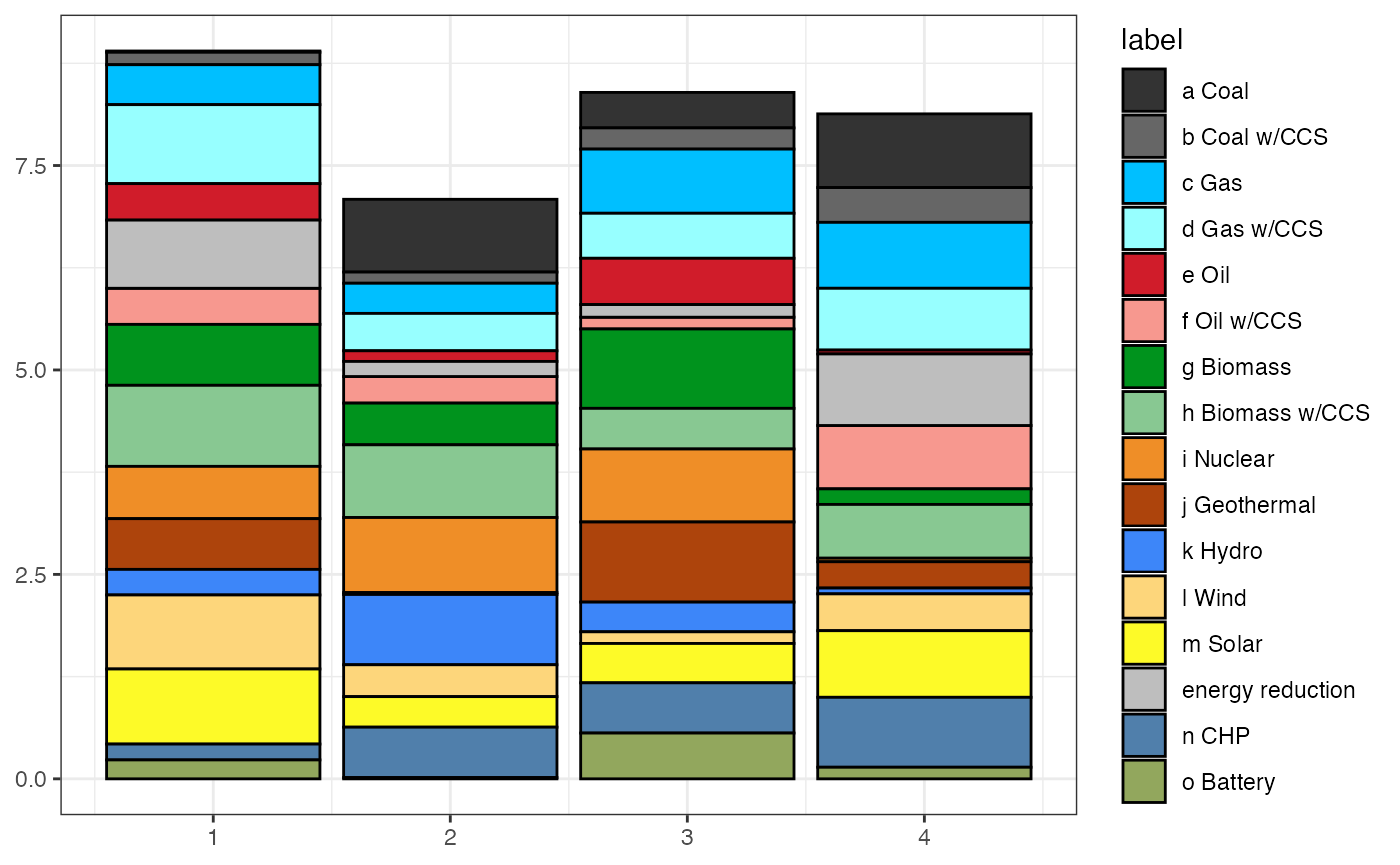 7.5
5.0
2.5
0.0
1
2
3
4
label
a Coal
b Coal w/CCS
c Gas
d Gas w/CCS
e Oil
f Oil w/CCS
g Biomass
h Biomass w/CCS
i Nuclear
j Geothermal
k Hydro
l Wind
m Solar
energy reduction
n CHP
o Battery